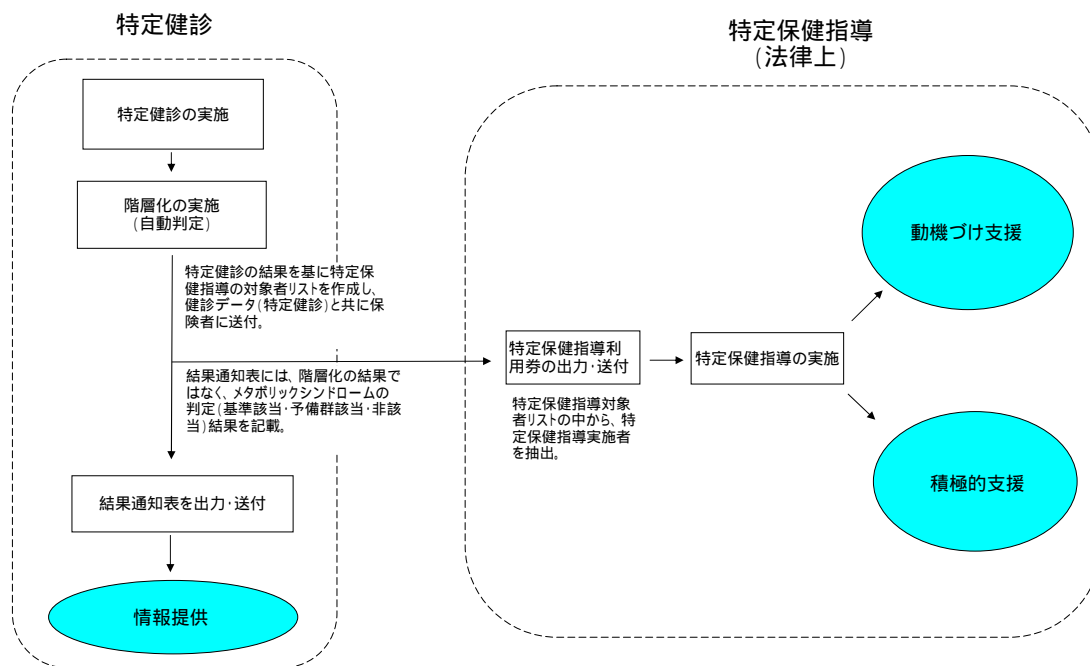 特定健診
特定健診の実施
階層化の実施
(自動判定)
特定健診の結果を基に特定保
健指導の対象者リストを作成し、
健診データ(特定健診)と共に保
険者に送付。
結果通知表には、階層化の結果で
はなく、メタボリックシンドロームの
判定(基準該当・予備群該当・非該
当)結果を記載。
結果通知表を出力・送付
情報提供
特定保健指導
(法律上)
特定保健指導利
用券の出力・送付
特定保健指導対象
者リストの中から、特
定保健指導実施者
を抽出。
特定保健指導の実施
動機づけ支援
積極的支援